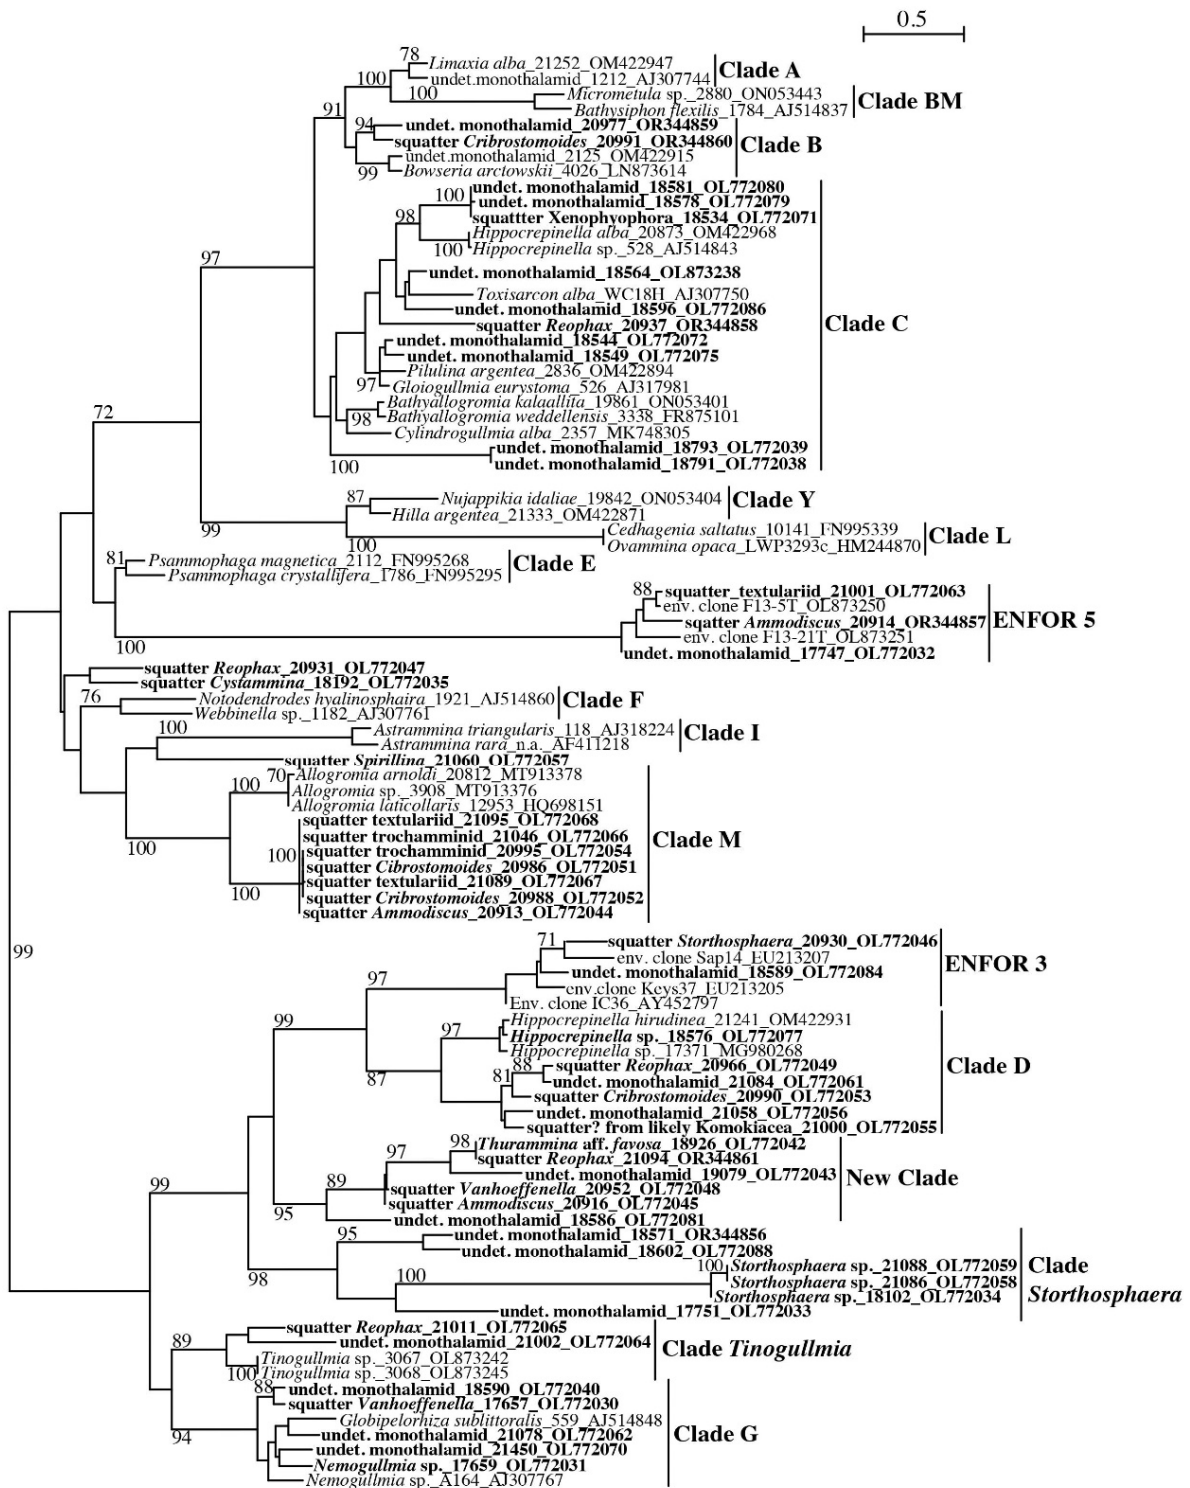 0.5
78
Limaxia alba_21252_OM422947
undet.monothalamid_1212_AJ307744
Clade A
100
100
Micrometula sp._2880_ON053443
Bathysiphon flexilis_1784_AJ514837
Clade BM
91
94
undet. monothalamid_20977_OR344859
squatter Cribrostomoides_20991_OR344860
undet.monothalamid_2125_OM422915
Bowseria arctowskii_4026_LN873614
99
Clade B
undet. monothalamid_18581_OL772080
100
undet. monothalamid_18578_OL772079
squattter Xenophyophora_18534_OL772071
98
Hippocrepinella alba_20873_OM422968
100
Hippocrepinella sp._528_AJ514843
97
undet. monothalamid_18564_OL873238
Toxisarcon alba_WC18H_AJ307750
undet. monothalamid_18596_OL772086
squatter Reophax_20937_OR344858
Clade C
undet. monothalamid_18544_OL772072
undet. monothalamid_18549_OL772075
Pilulina argentea_2836_OM422894
97
Gloiogullmia eurystoma_526_AJ317981
Bathyallogromia kalaallita_19861_ON053401
98
Bathyallogromia weddellensis_3338_FR875101
Cylindrogullmia alba_2357_MK748305
72
undet. monothalamid_18793_OL772039
undet. monothalamid_18791_OL772038
100
87
Nujappikia idaliae_19842_ON053404
Hilla argentea_21333_OM422871
Clade Y
99
100
Cedhagenia saltatus_10141_FN995339
Ovammina opaca_LWP3293c_HM244870
Clade L
81
Psammophaga magnetica_2112_FN995268
Psammophaga crystallifera_1786_FN995295
Clade E
88
squatter_textulariid_21001_OL772063
env. clone F13-5T_OL873250
sqatter Ammodiscus_20914_OR344857
env. clone F13-21T_OL873251
undet. monothalamid_17747_OL772032
ENFOR 5
100
squatter Reophax_20931_OL772047
squatter Cystammina_18192_OL772035
76
Notodendrodes hyalinosphaira_1921_AJ514860
Webbinella sp._1182_AJ307761
Clade F
100
Astrammina triangularis_118_AJ318224
Astrammina rara_n.a._AF411218
Clade I
squatter Spirillina_21060_OL772057
70
Allogromia arnoldi_20812_MT913378
100
Allogromia sp._3908_MT913376
Allogromia laticollaris_12953_HQ698151
squatter textulariid_21095_OL772068
squatter trochamminid_21046_OL772066
100
100
squatter trochamminid_20995_OL772054
squatter Cibrostomoides_20986_OL772051
squatter textulariid_21089_OL772067
100
squatter Cribrostomoides_20988_OL772052
squatter Ammodiscus_20913_OL772044
Clade M
99
71
squatter Storthosphaera_20930_OL772046
env. clone Sap14_EU213207
undet. monothalamid_18589_OL772084
97
env.clone Keys37_EU213205
Env. clone IC36_AY452797
ENFOR 3
99
Hippocrepinella hirudinea_21241_OM422931
97
Hippocrepinella sp._18576_OL772077
Hippocrepinella sp._17371_MG980268
87
88
squatter Reophax_20966_OL772049
81
undet. monothalamid_21084_OL772061
squatter Cribrostomoides_20990_OL772053
undet. monothalamid_21058_OL772056
squatter? from likely Komokiacea_21000_OL772055
Clade D
98
Thurammina aff. favosa_18926_OL772042
97
squatter Reophax_21094_OR344861
undet. monothalamid_19079_OL772043
89
squatter Vanhoeffenella_20952_OL772048
squatter Ammodiscus_20916_OL772045
95
undet. monothalamid_18586_OL772081
New Clade
99
95
undet. monothalamid_18571_OR344856
undet. monothalamid_18602_OL772088
98
100
100
Storthosphaera sp._21088_OL772059
Storthosphaera sp._21086_OL772058
Storthosphaera sp._18102_OL772034
undet. monothalamid_17751_OL772033
Clade
Storthosphaera
squatter Reophax_21011_OL772065
89
undet. monothalamid_21002_OL772064
Tinogullmia sp._3067_OL873242
100
Tinogullmia sp._3068_OL873245
Clade Tinogullmia
88
undet. monothalamid_18590_OL772040
squatter Vanhoeffenella_17657_OL772030
Globipelorhiza sublittoralis_559_AJ514848
94
undet. monothalamid_21078_OL772062
undet. monothalamid_21450_OL772070
Nemogullmia sp._17659_OL772031
Nemogullmia sp._A164_AJ307767
Clade G